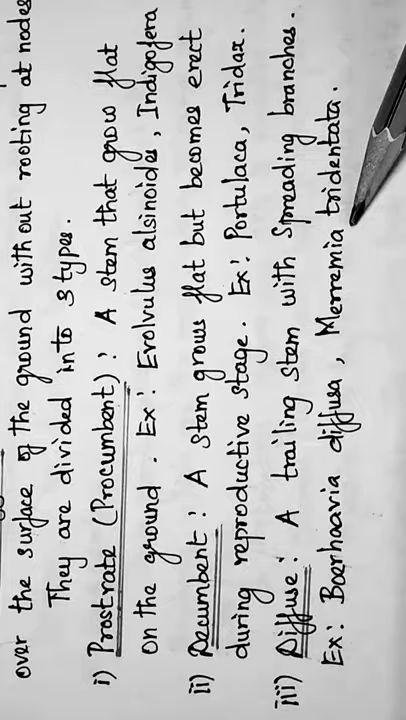 over the surface of the ground without rooting at nodes
They are divided into 3 types.
i) Prostrate (Procumbent) : A stem that grow flat
on the ground . Ex : Evolvulus alsinoides , Indigofera
ii) Decumbent : A stem grows flat but becomes erect
during reproductive stage . Ex : Portulaca, Tridax.
iii) Diffuse : A trailing stem with spreading branches.
Ex : Boerhaavia diffusa , Merremia tridentata.